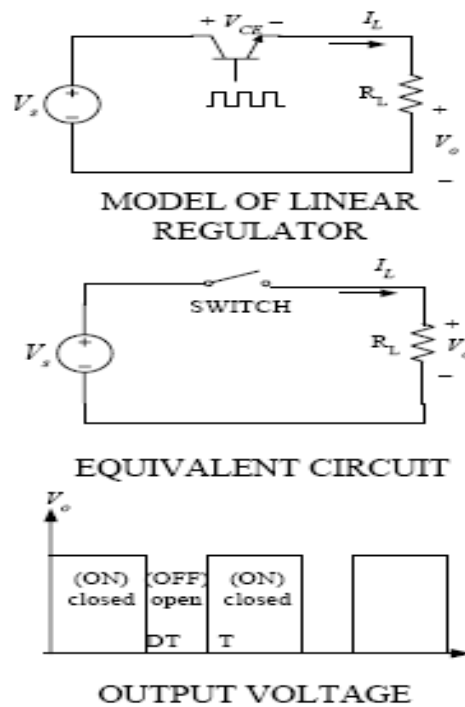 + V_CE −
I_L
V_s
+
−
R_L
+
V_o
−
MODEL OF LINEAR
REGULATOR
I_L
SWITCH
V_s
+
−
R_L
+
V_o
−
EQUIVALENT CIRCUIT
V_o
(ON) (OFF) (ON)
closed open closed
DT T
OUTPUT VOLTAGE